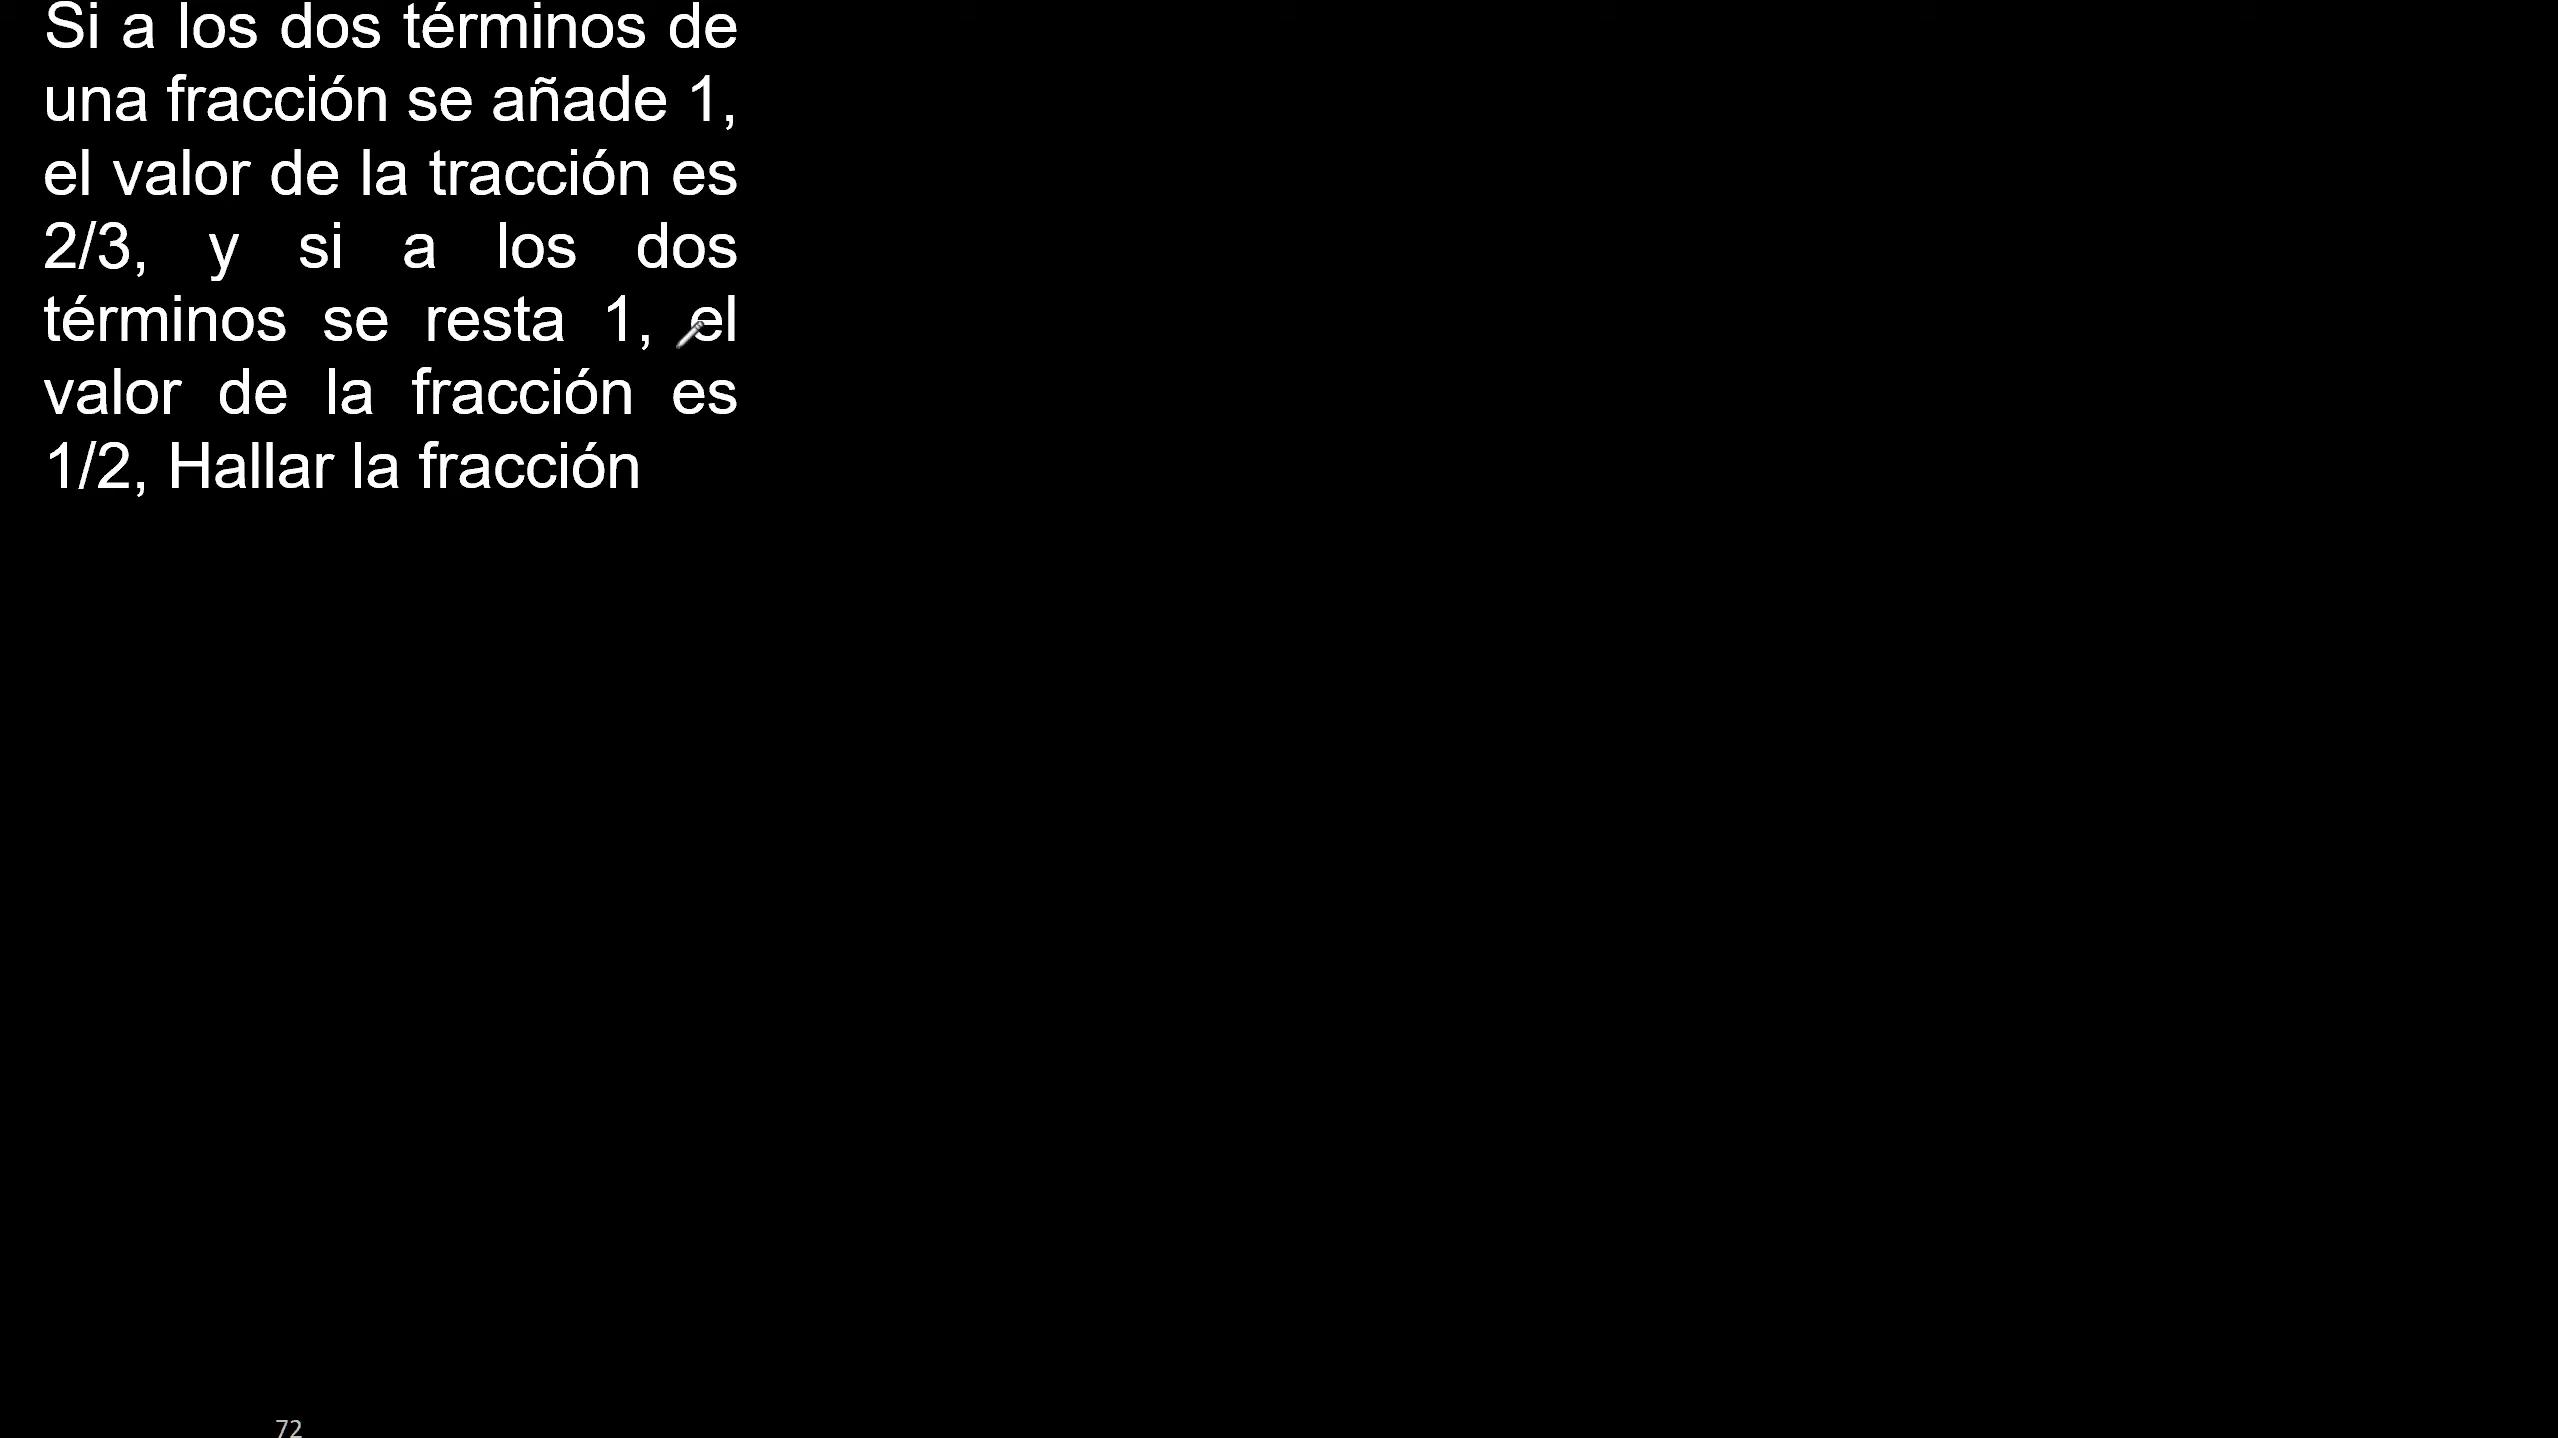 Si a los dos términos de
una fracción se añade 1,
el valor de la tracción es
2/3, y si a los dos
términos se resta 1, el
valor de la fracción es
1/2, Hallar la fracción
72